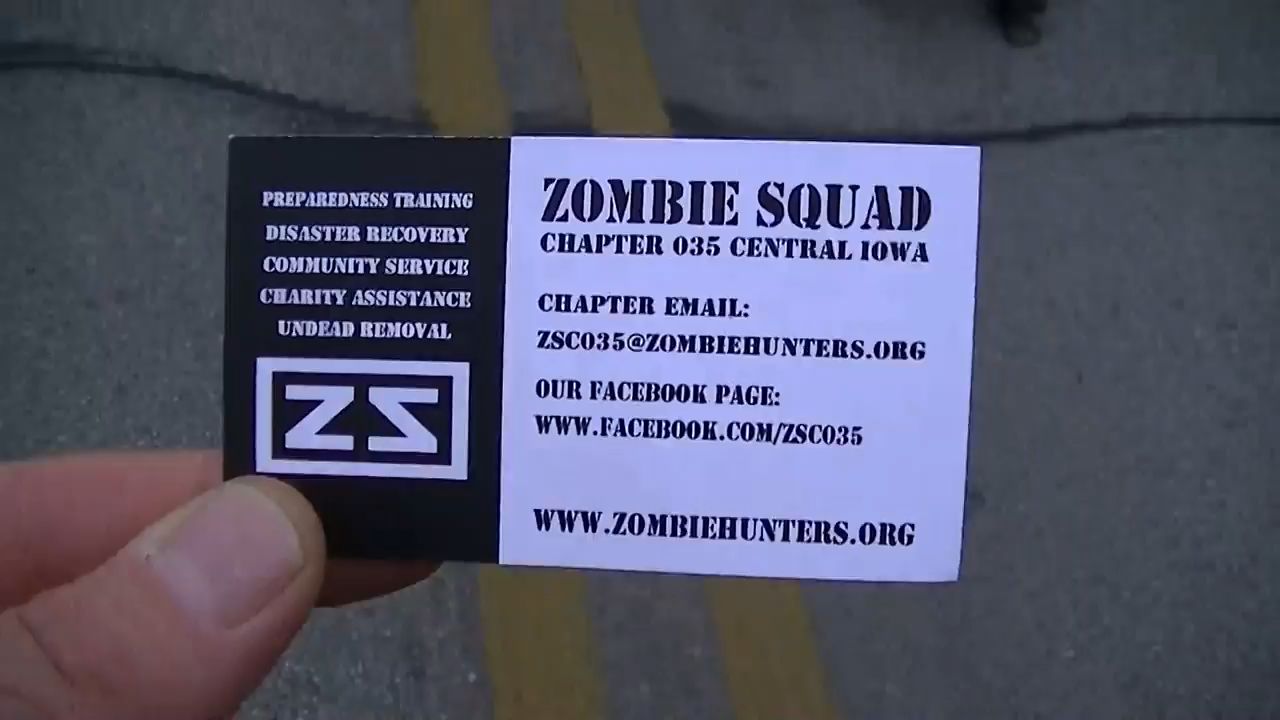 PREPAREDNESS TRAINING
DISASTER RECOVERY
COMMUNITY SERVICE
CHARITY ASSISTANCE
UNDEAD REMOVAL
ZS
ZOMBIE SQUAD
CHAPTER 035 CENTRAL IOWA
CHAPTER EMAIL:
ZSC035@ZOMBIEHUNTERS.ORG
OUR FACEBOOK PAGE:
WWW.FACEBOOK.COM/ZSC035
WWW.ZOMBIEHUNTERS.ORG